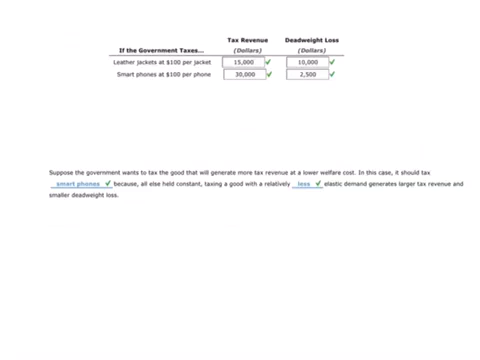 Tax Revenue Deadweight Loss
If the Government Taxes... (Dollars) (Dollars)
Leather jackets at $100 per jacket 15,000 ✔ 10,000 ✔
Smart phones at $100 per phone 30,000 ✔ 2,500 ✔
Suppose the government wants to tax the good that will generate more tax revenue at a lower welfare cost. In this case, it should tax
smart phones ✔ because, all else held constant, taxing a good with a relatively less ✔ elastic demand generates larger tax revenue and
smaller deadweight loss.